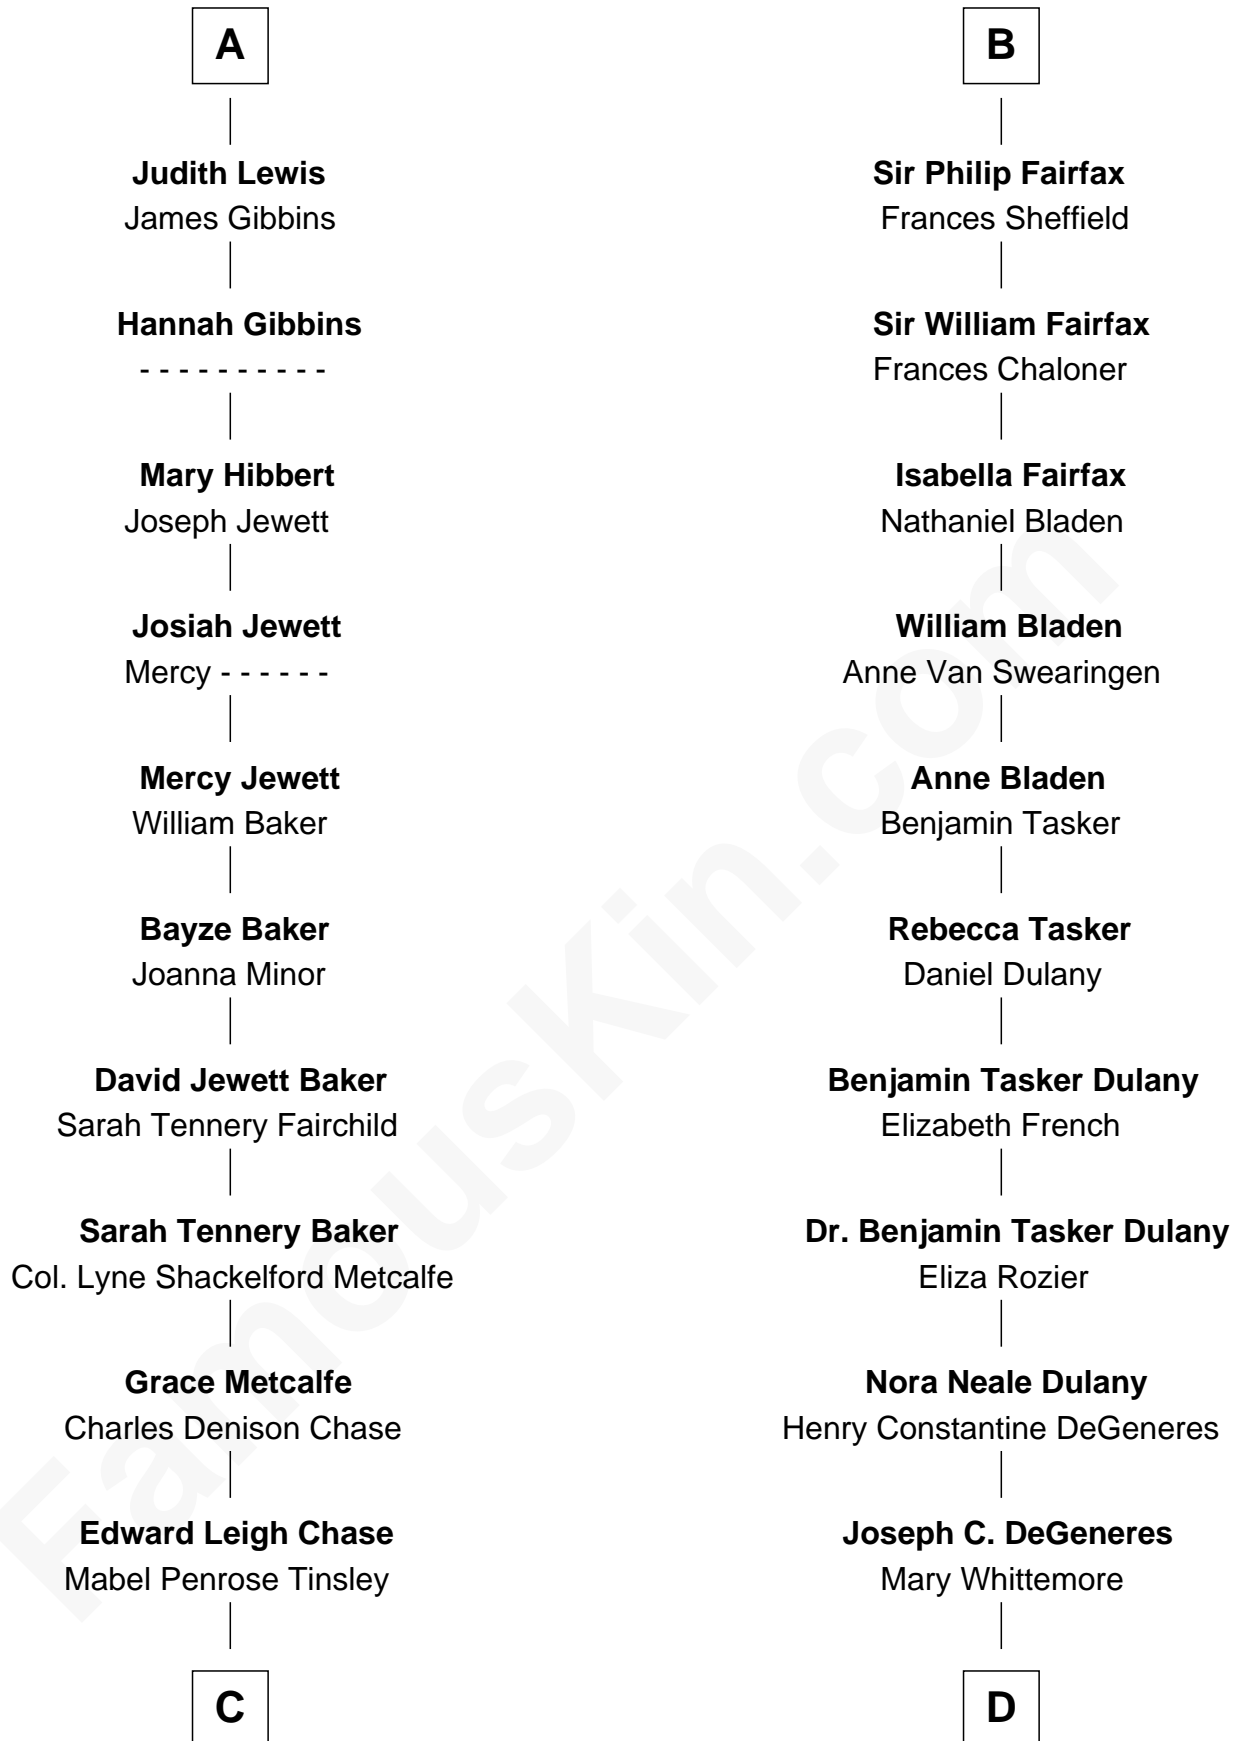 A
Judith Lewis
James Gibbins
Hannah Gibbins
- - - - - - - - - -
Mary Hibbert
Joseph Jewett
Josiah Jewett
Mercy - - - - - -
Mercy Jewett
William Baker
Bayze Baker
Joanna Minor
David Jewett Baker
Sarah Tennery Fairchild
Sarah Tennery Baker
Col. Lyne Shackelford Metcalfe
Grace Metcalfe
Charles Denison Chase
Edward Leigh Chase
Mabel Penrose Tinsley
C
B
Sir Philip Fairfax
Frances Sheffield
Sir William Fairfax
Frances Chaloner
Isabella Fairfax
Nathaniel Bladen
William Bladen
Anne Van Swearingen
Anne Bladen
Benjamin Tasker
Rebecca Tasker
Daniel Dulany
Benjamin Tasker Dulany
Elizabeth French
Dr. Benjamin Tasker Dulany
Eliza Rozier
Nora Neale Dulany
Henry Constantine DeGeneres
Joseph C. DeGeneres
Mary Whittemore
D
FamousKin.com